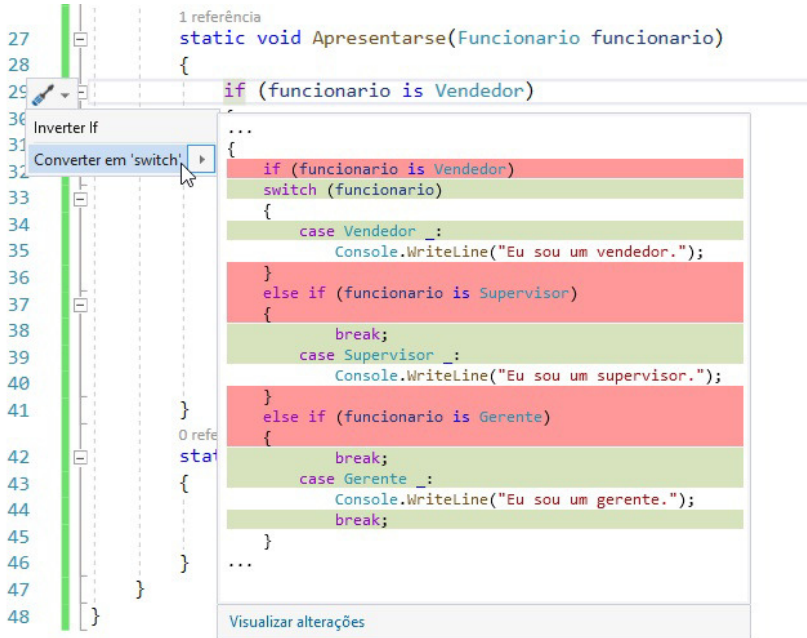 1 referência
27 static void Apresentarse(Funcionario funcionario)
28 {
29 if (funcionario is Vendedor)
30
Inverter If
31
Converter em 'switch'
32
33
34
35
36
37
38
39
40
41 }
0 refe
42 stat
43 {
44
45
46 }
47 }
48 }
...
{
if (funcionario is Vendedor)
switch (funcionario)
{
case Vendedor _:
Console.WriteLine("Eu sou um vendedor.");
}
else if (funcionario is Supervisor)
{
break;
case Supervisor _:
Console.WriteLine("Eu sou um supervisor.");
}
else if (funcionario is Gerente)
{
break;
case Gerente _:
Console.WriteLine("Eu sou um gerente.");
break;
}
...
Visualizar alterações